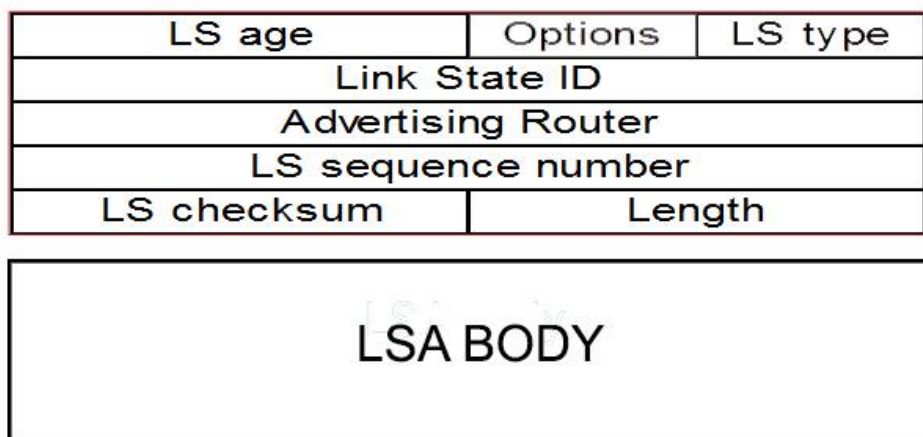 LS age Options LS type
Link State ID
Advertising Router
LS sequence number
LS checksum Length
LSA BODY